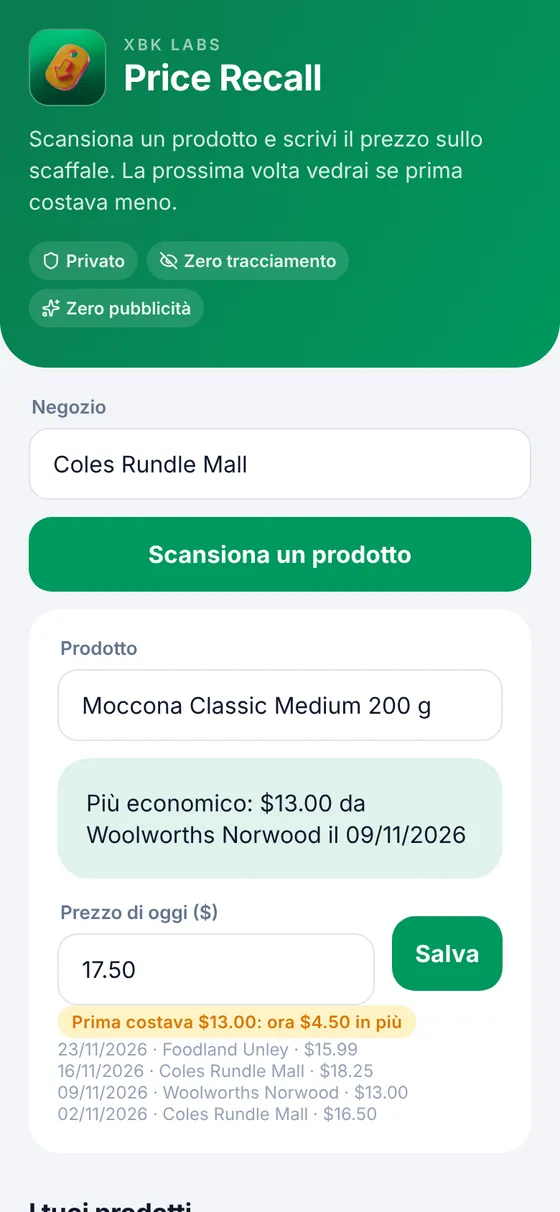 XBK LABS
Price Recall
Scansiona un prodotto e scrivi il prezzo sullo
scaffale. La prossima volta vedrai se prima
costava meno.
Privato
Zero tracciamento
Zero pubblicità
Negozio
Coles Rundle Mall
Scansiona un prodotto
Prodotto
Moccona Classic Medium 200 g
Più economico: $13.00 da
Woolworths Norwood il 09/11/2026
Prezzo di oggi ($)
17.50
Salva
Prima costava $13.00: ora $4.50 in più
23/11/2026 · Foodland Unley · $15.99
16/11/2026 · Coles Rundle Mall · $18.25
09/11/2026 · Woolworths Norwood · $13.00
02/11/2026 · Coles Rundle Mall · $16.50
I tuoi prodotti